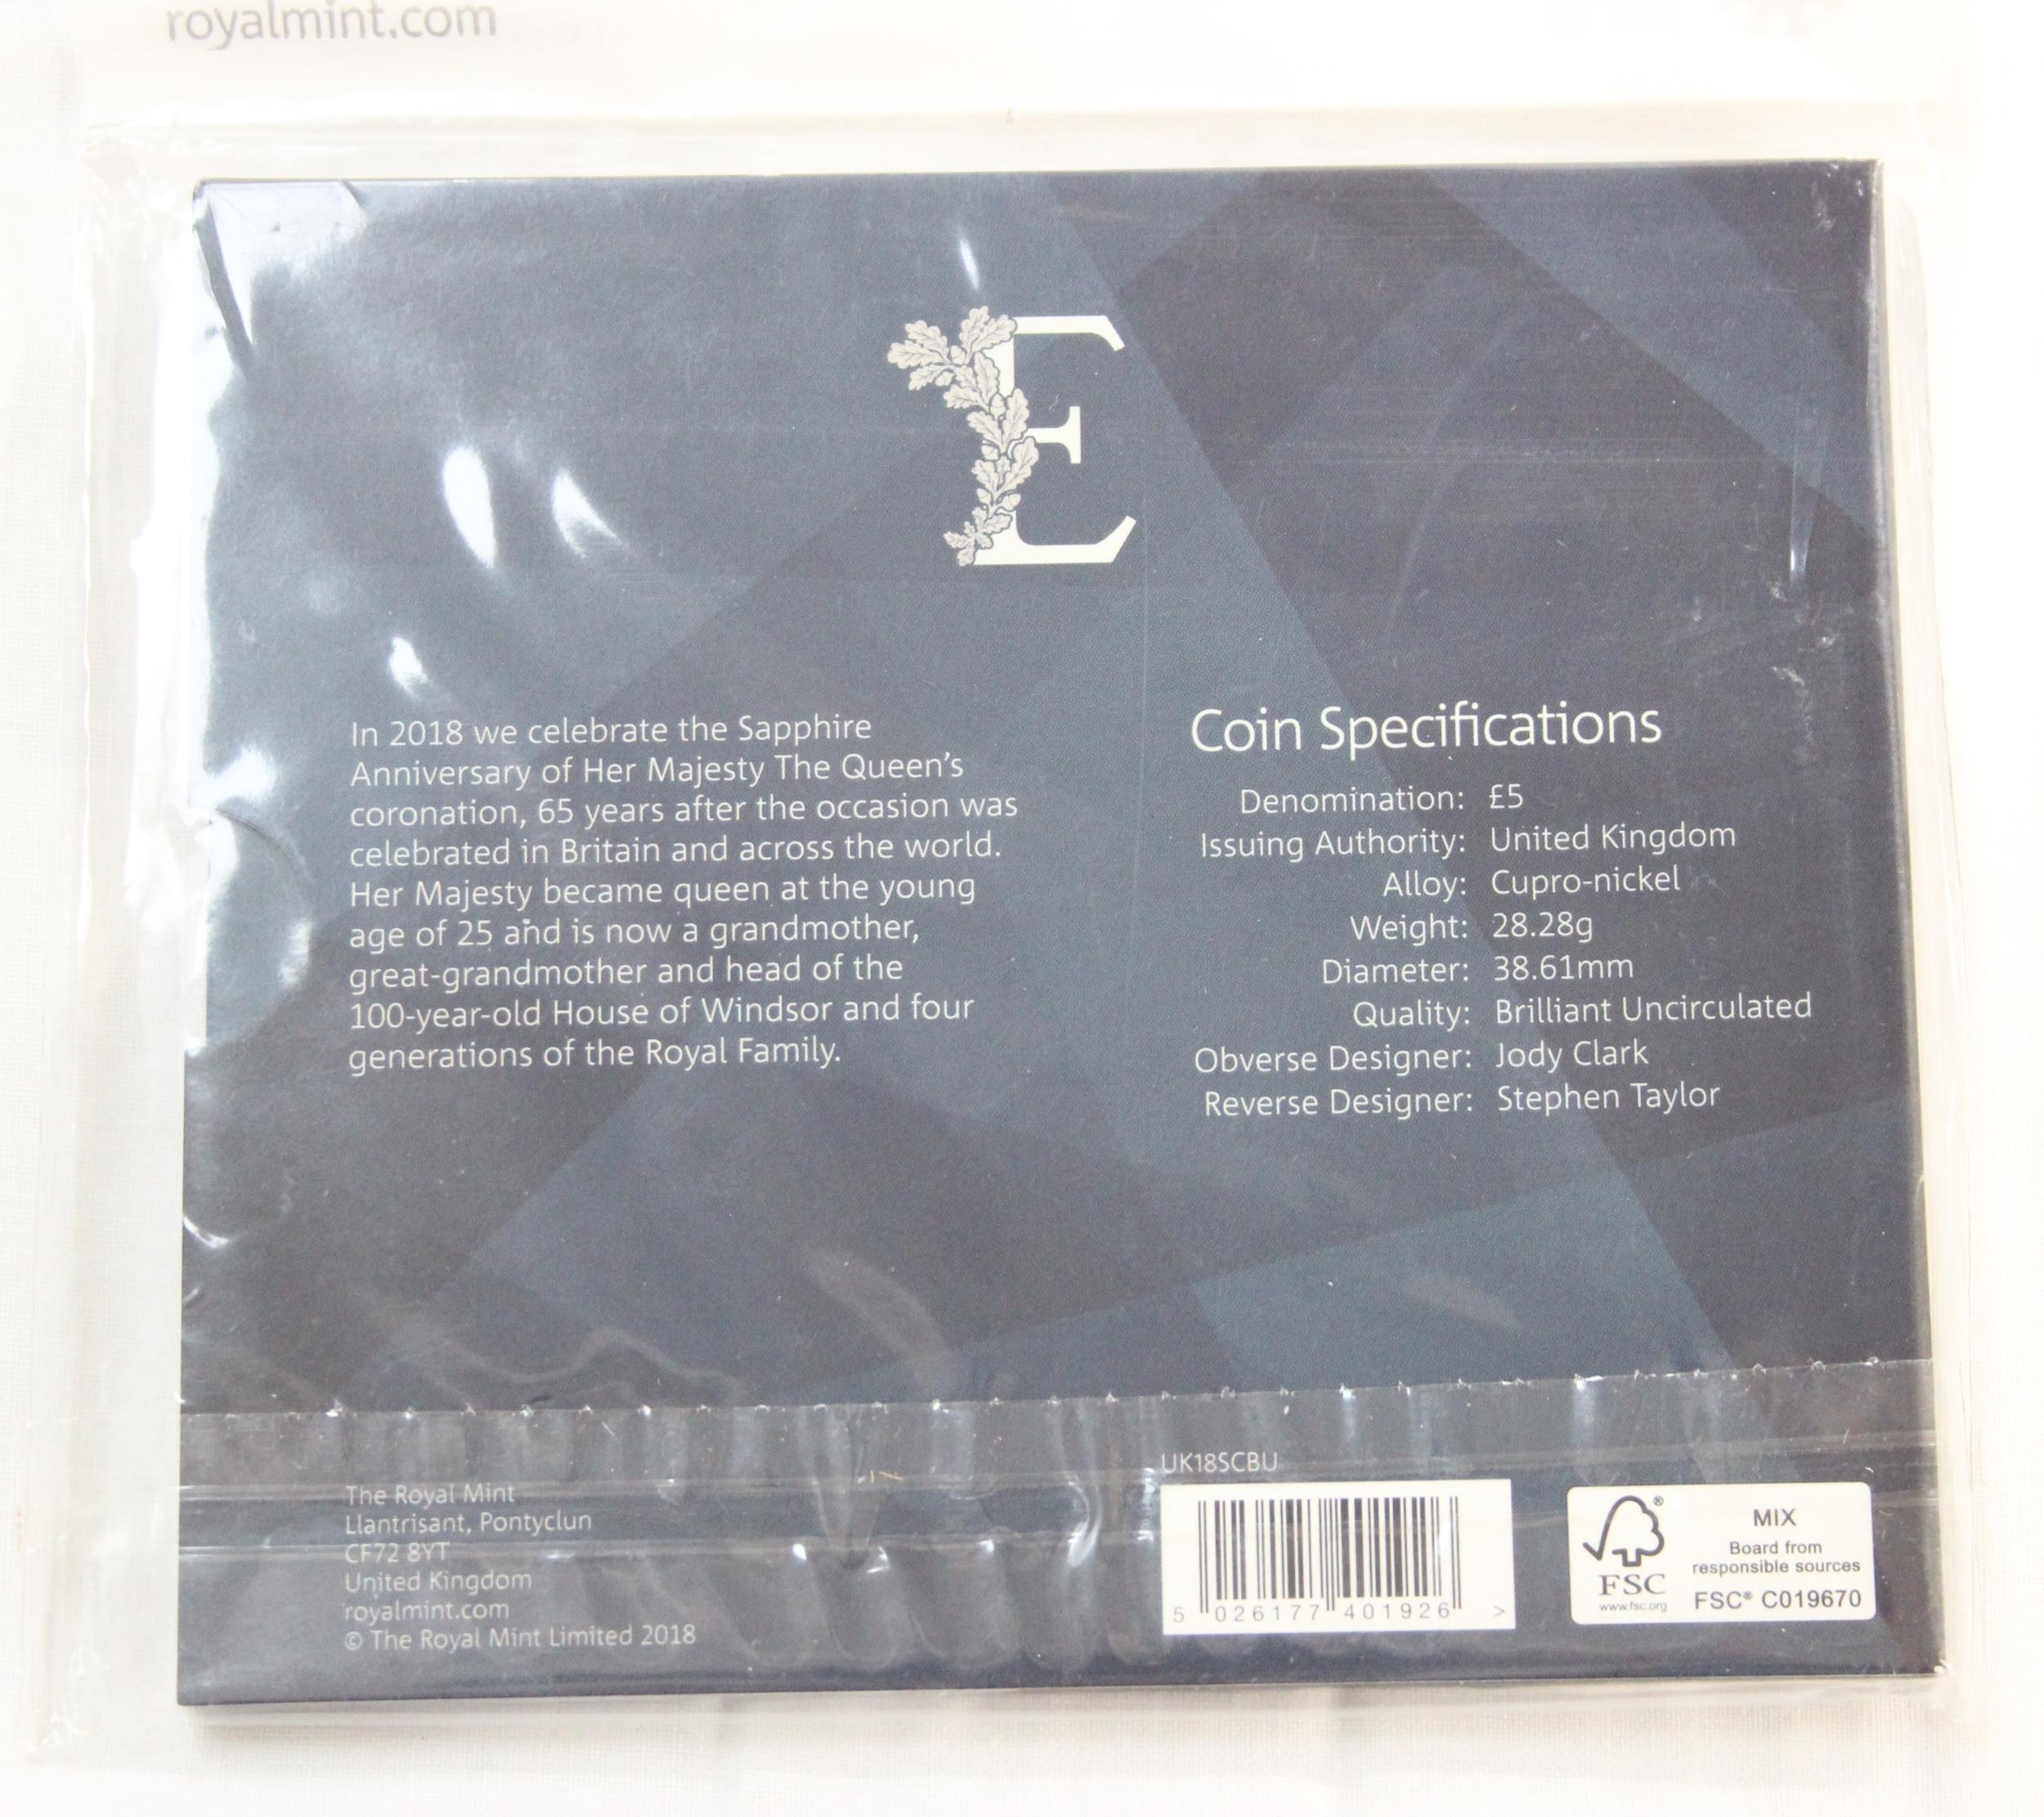 royalmint.com
E
In 2018 we celebrate the Sapphire
Anniversary of Her Majesty The Queen's
coronation, 65 years after the occasion was
celebrated in Britain and across the world.
Her Majesty became queen at the young
age of 25 and is now a grandmother,
great-grandmother and head of the
100-year-old House of Windsor and four
generations of the Royal Family.
Coin Specifications
Denomination: £5
Issuing Authority: United Kingdom
Alloy: Cupro-nickel
Weight: 28.28g
Diameter: 38.61mm
Quality: Brilliant Uncirculated
Obverse Designer: Jody Clark
Reverse Designer: Stephen Taylor
The Royal Mint
Llantrisant, Pontyclun
CF72 8YT
United Kingdom
royalmint.com
© The Royal Mint Limited 2018
UK18SCBU
5 026177 401926 >
FSC
www.fsc.org
MIX
Board from
responsible sources
FSC® C019670